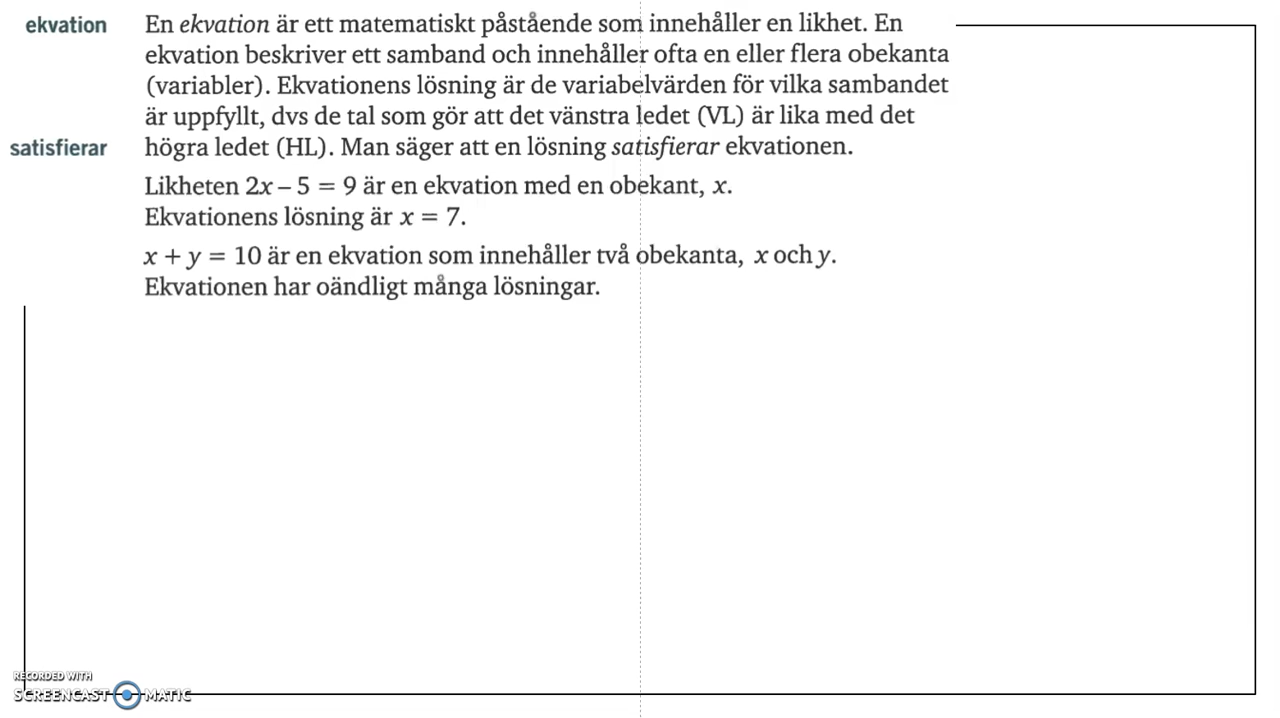 ekvation En ekvation är ett matematiskt påstående som innehåller en likhet. En
ekvation beskriver ett samband och innehåller ofta en eller flera obekanta
(variabler). Ekvationens lösning är de variabelvärden för vilka sambandet
är uppfyllt, dvs de tal som gör att det vänstra ledet (VL) är lika med det
satisfierar högra ledet (HL). Man säger att en lösning satisfierar ekvationen.
Likheten 2x – 5 = 9 är en ekvation med en obekant, x.
Ekvationens lösning är x = 7.
x + y = 10 är en ekvation som innehåller två obekanta, x och y.
Ekvationen har oändligt många lösningar.
RECORDED WITH
SCREENCAST MATIC